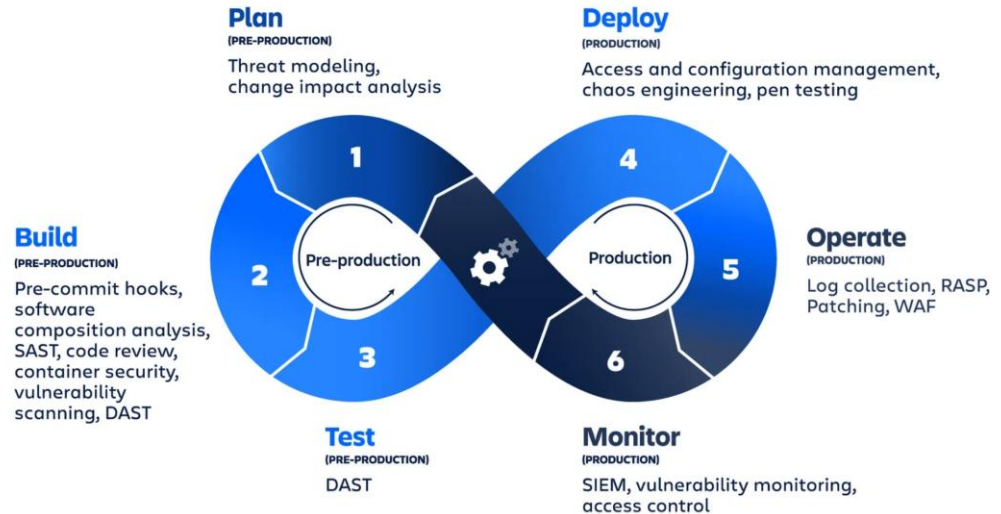 Plan
(PRE-PRODUCTION)
Threat modeling,
change impact analysis
Deploy
(PRODUCTION)
Access and configuration management,
chaos engineering, pen testing
1
4
Build
(PRE-PRODUCTION)
Pre-commit hooks,
software
composition analysis,
SAST, code review,
container security,
vulnerability
scanning, DAST
2
Pre-production
Production
5
Operate
(PRODUCTION)
Log collection, RASP,
Patching, WAF
3
6
Test
(PRE-PRODUCTION)
DAST
Monitor
(PRODUCTION)
SIEM, vulnerability monitoring,
access control